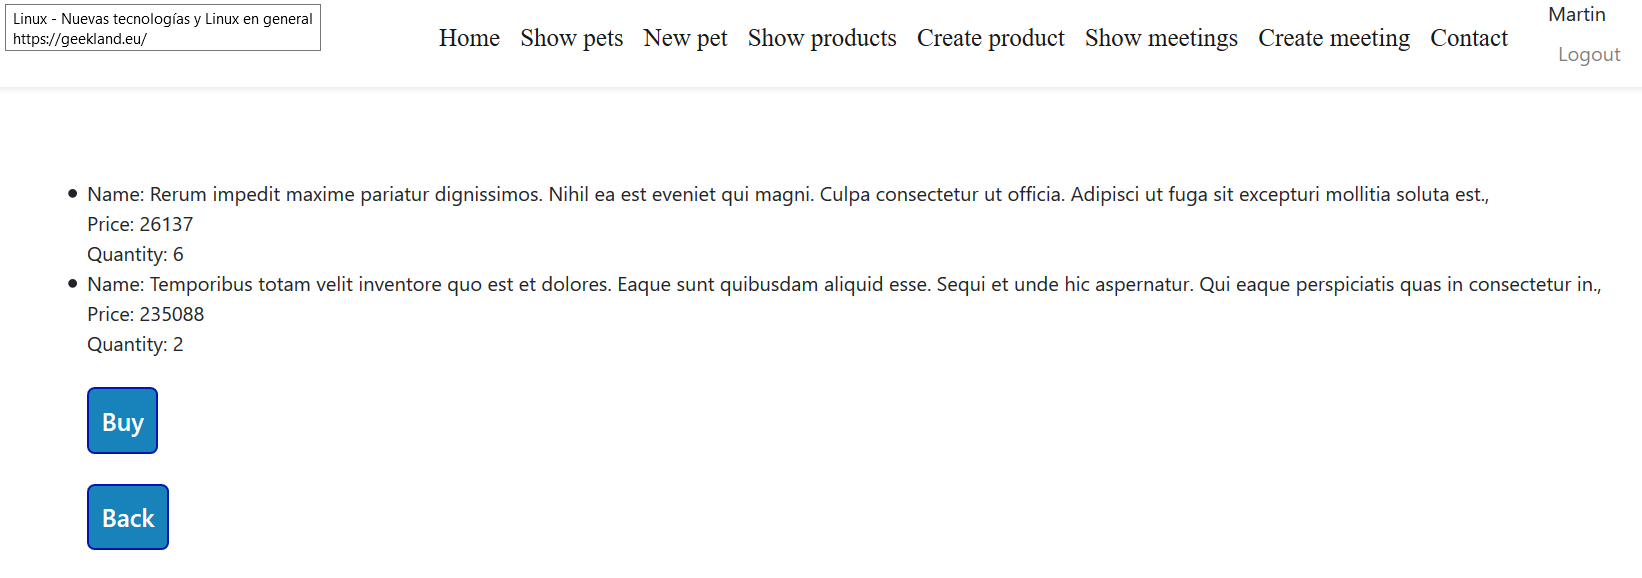 Linux - Nuevas tecnologías y Linux en general
https://geekland.eu/
Home Show pets New pet Show products Create product Show meetings Create meeting Contact
Martin
Logout
Name: Rerum impedit maxime pariatur dignissimos. Nihil ea est eveniet qui magni. Culpa consectetur ut officia. Adipisci ut fuga sit excepturi mollitia soluta est.,
Price: 26137
Quantity: 6
Name: Temporibus totam velit inventore quo est et dolores. Eaque sunt quibusdam aliquid esse. Sequi et unde hic aspernatur. Qui eaque perspiciatis quas in consectetur in.,
Price: 235088
Quantity: 2
Buy
Back